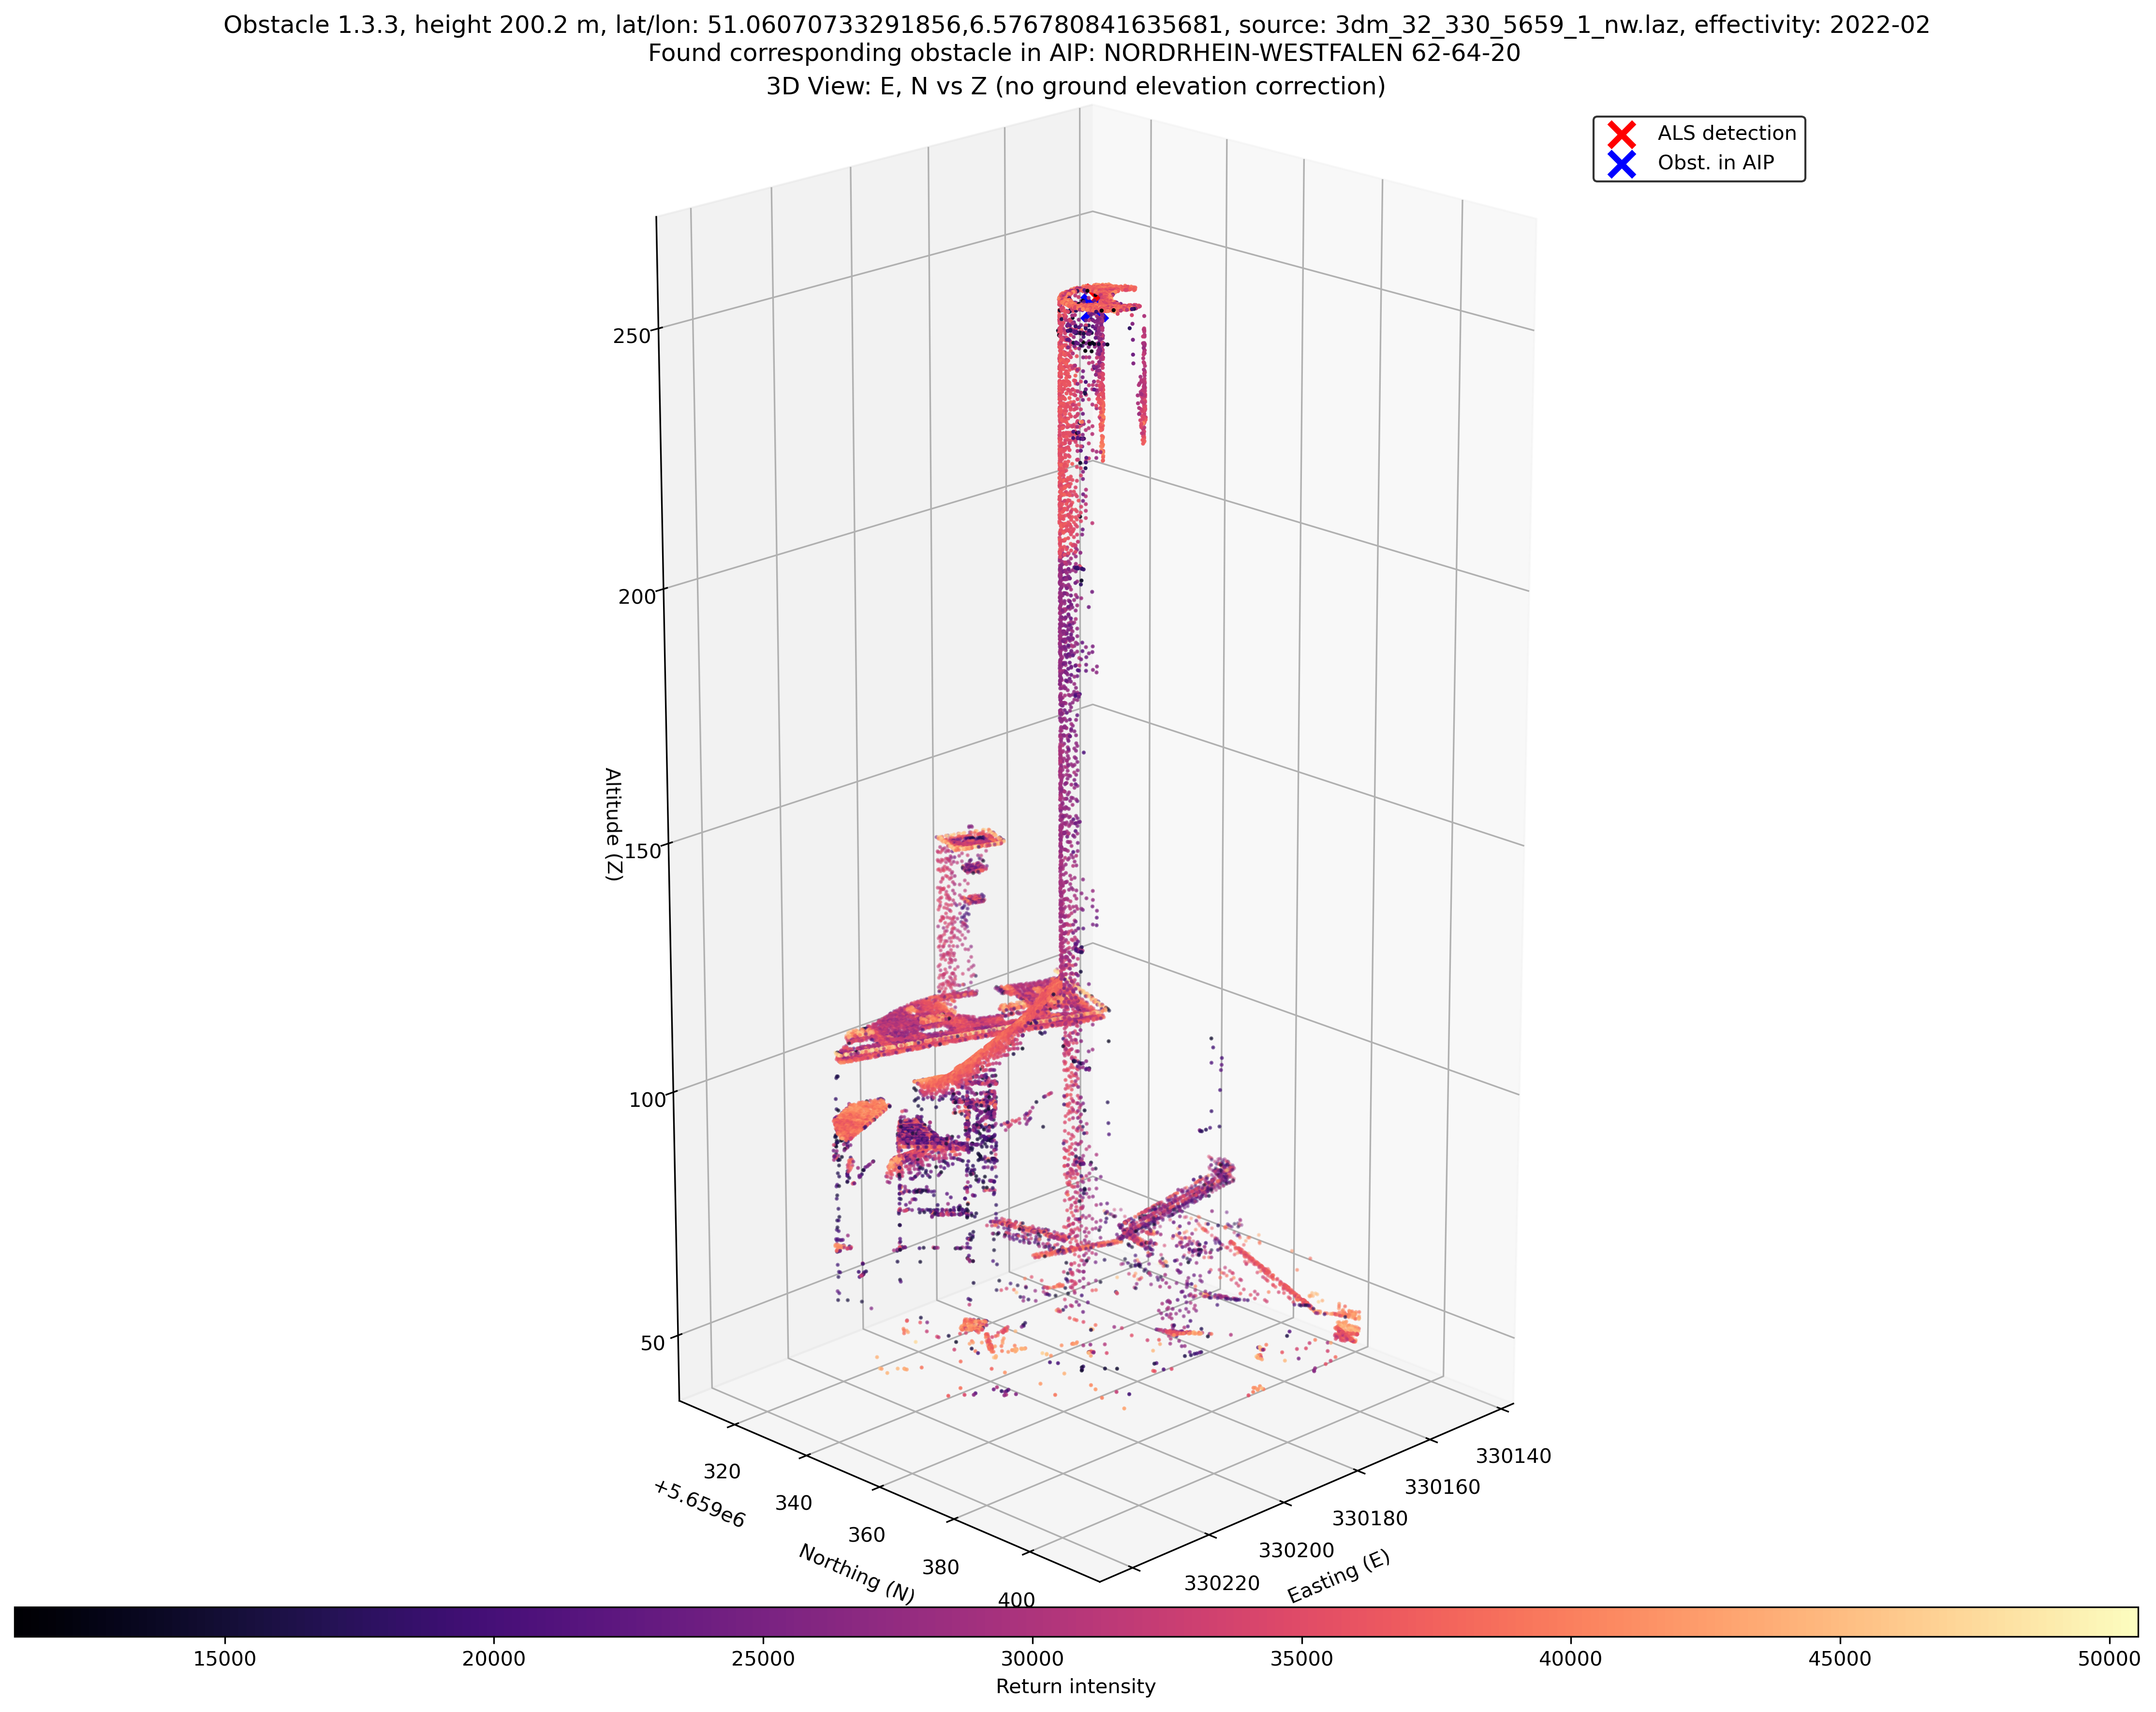 Obstacle 1.3.3, height 200.2 m, lat/lon: 51.06070733291856,6.576780841635681, source: 3dm_32_330_5659_1_nw.laz, effectivity: 2022-02
Found corresponding obstacle in AIP: NORDRHEIN-WESTFALEN 62-64-20
3D View: E, N vs Z (no ground elevation correction)
ALS detection
Obst. in AIP
250
200
150
100
50
Altitude (Z)
320
340
360
380
400
+5.659e6
Northing (N)
330140
330160
330180
330200
330220
Easting (E)
15000
20000
25000
30000
35000
40000
45000
50000
Return intensity